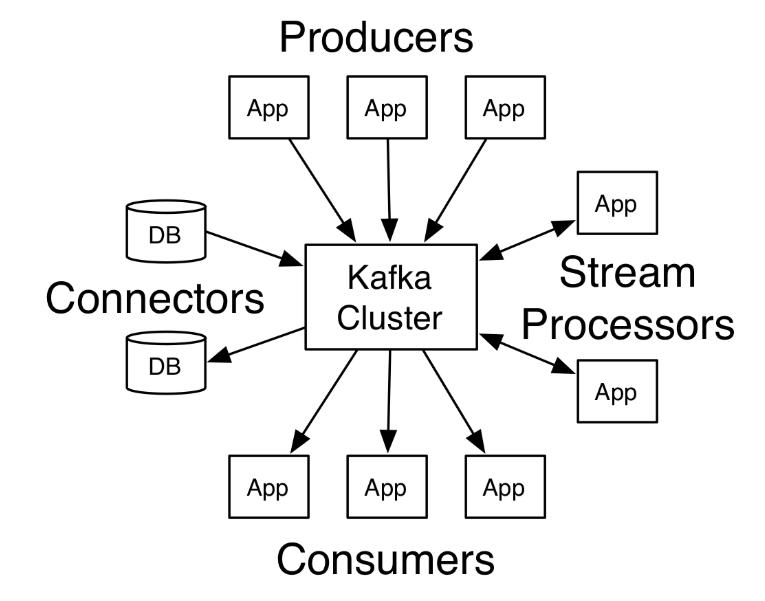 Producers
App
App
App
DB
App
Kafka
Cluster
Connectors
Stream
Processors
DB
App
App
App
App
Consumers